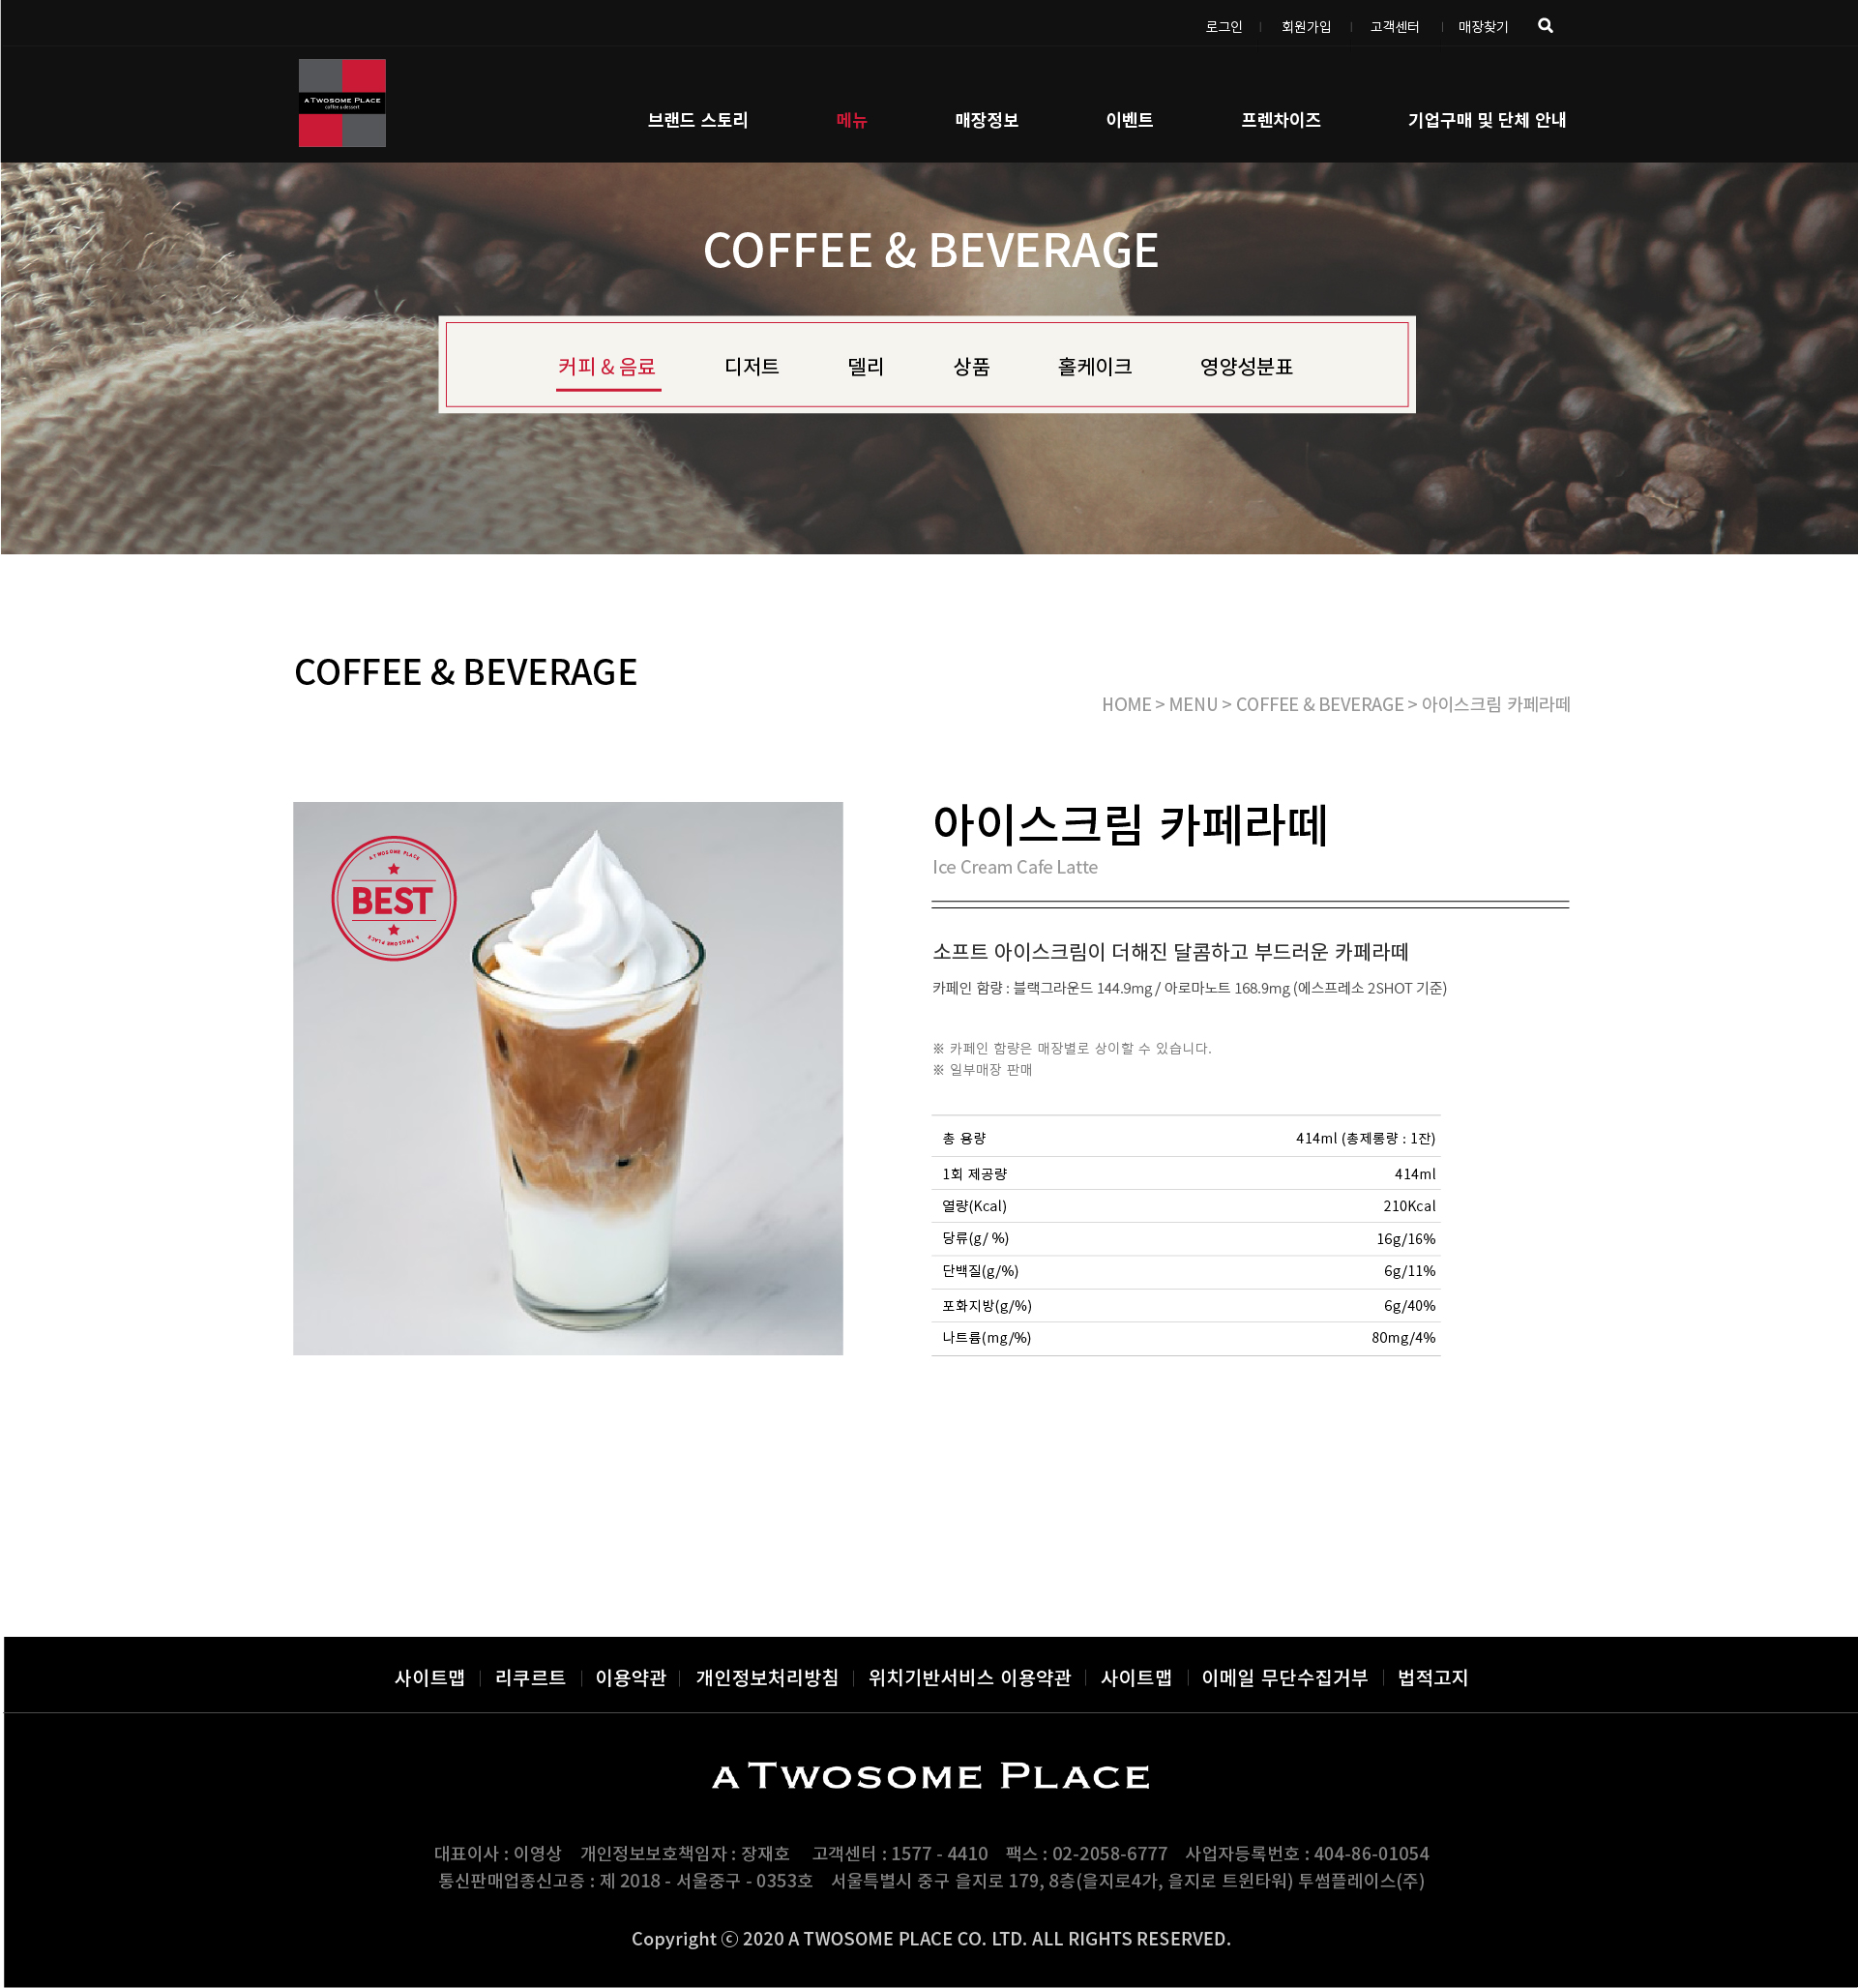 로그인 회원가입 고객센터 매장찾기
A TWOSOME PLACE
coffee & dessert
브랜드 스토리 메뉴 매장정보 이벤트 프렌차이즈 기업구매 및 단체 안내
COFFEE & BEVERAGE
커피 & 음료 디저트 델리 상품 홀케이크 영양성분표
COFFEE & BEVERAGE
HOME > MENU > COFFEE & BEVERAGE > 아이스크림 카페라떼
A TWOSOME PLACE
BEST
A TWOSOME PLACE
아이스크림 카페라떼
Ice Cream Cafe Latte
소프트 아이스크림이 더해진 달콤하고 부드러운 카페라떼
카페인 함량 : 블랙그라운드 144.9mg / 아로마노트 168.9mg (에스프레소 2SHOT 기준)
※ 카페인 함량은 매장별로 상이할 수 있습니다.
※ 일부매장 판매
총 용량 414ml (총제롱량 : 1잔)
1회 제공량 414ml
열량(Kcal) 210Kcal
당류(g/ %) 16g/16%
단백질(g/%) 6g/11%
포화지방(g/%) 6g/40%
나트륨(mg/%) 80mg/4%
사이트맵 리쿠르트 이용약관 개인정보처리방침 위치기반서비스 이용약관 사이트맵 이메일 무단수집거부 법적고지
A TWOSOME PLACE
대표이사 : 이영상 개인정보보호책임자 : 장재호 고객센터 : 1577 - 4410 팩스 : 02-2058-6777 사업자등록번호 : 404-86-01054
통신판매업종신고증 : 제 2018 - 서울중구 - 0353호 서울특별시 중구 을지로 179, 8층(을지로4가, 을지로 트윈타워) 투썸플레이스(주)
Copyright ⓒ 2020 A TWOSOME PLACE CO. LTD. ALL RIGHTS RESERVED.